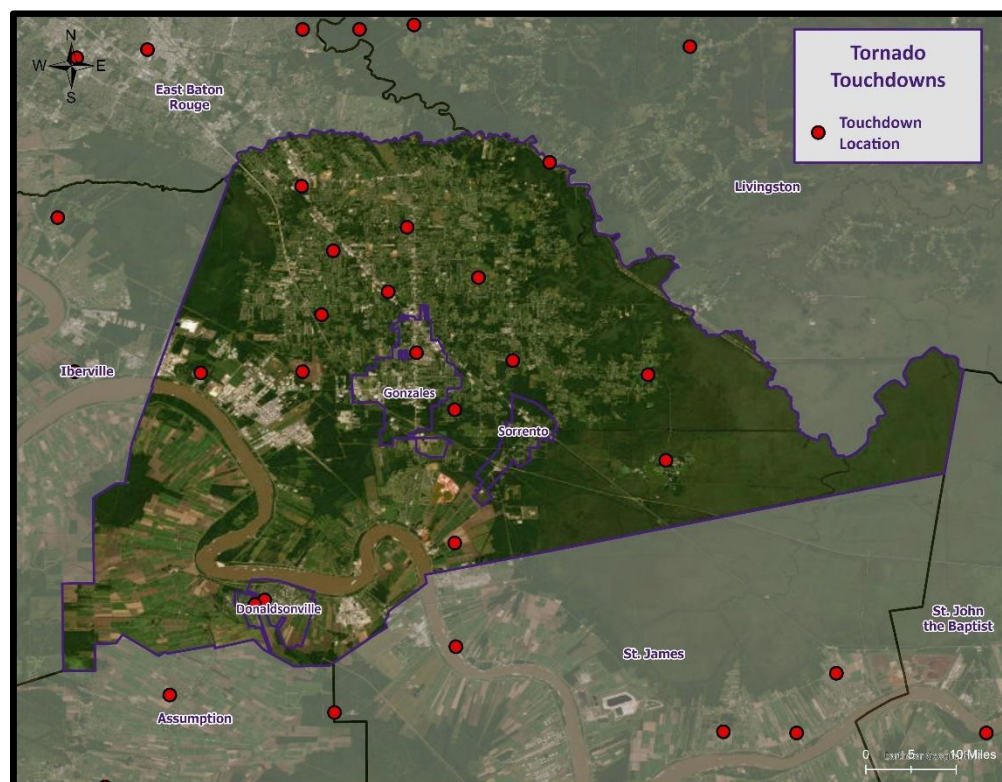 N
W E
S
Tornado
Touchdowns
Touchdown
Location
East Baton
Rouge
Livingston
Iberville
Gonzales
Sorrento
Donaldsonville
St. John
the Baptist
St. James
Assumption
0 5 10 Miles